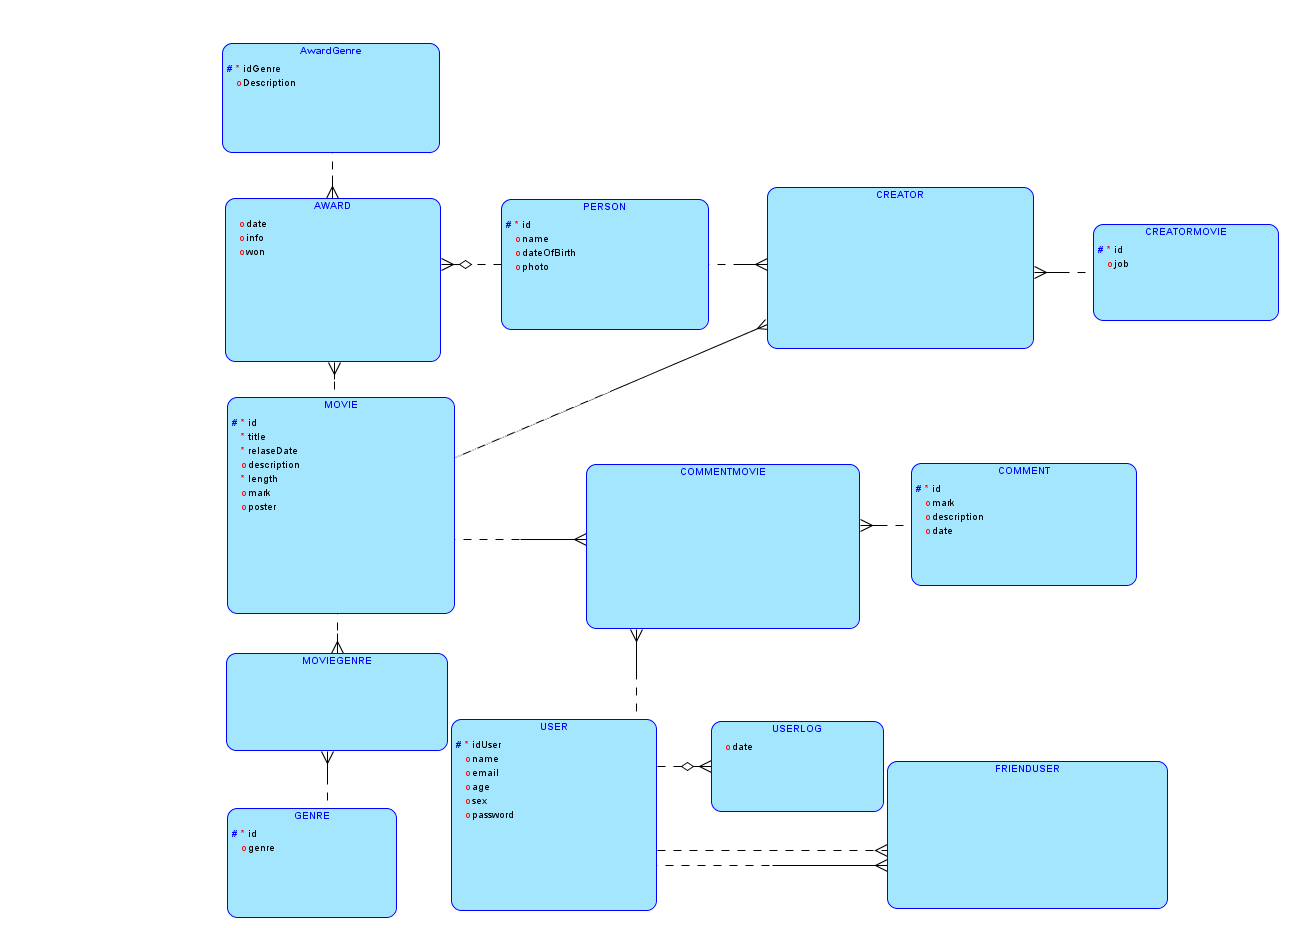 AwardGenre
# * idGenre
o Description
AWARD
o date
o info
o won
PERSON
# * id
o name
o dateOfBirth
o photo
CREATOR
CREATORMOVIE
# * id
o job
MOVIE
# * id
* title
* relaseDate
o description
* length
o mark
o poster
COMMENTMOVIE
COMMENT
# * id
o mark
o description
o date
MOVIEGENRE
GENRE
# * id
o genre
USER
# * idUser
o name
o email
o age
o sex
o password
USERLOG
o date
FRIENDUSER